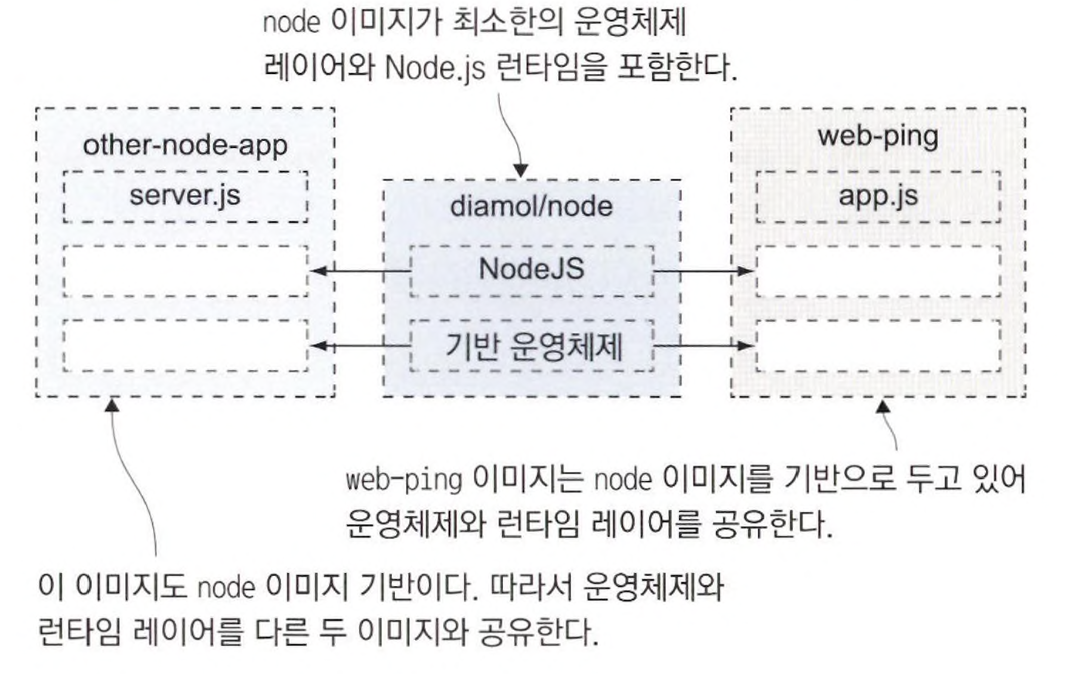 node 이미지가 최소한의 운영체제
레이어와 Node.js 런타임을 포함한다.
other-node-app
server.js
diamol/node
NodeJS
기반 운영체제
web-ping
app.js
web-ping 이미지는 node 이미지를 기반으로 두고 있어
운영체제와 런타임 레이어를 공유한다.
이 이미지도 node 이미지 기반이다. 따라서 운영체제와
런타임 레이어를 다른 두 이미지와 공유한다.